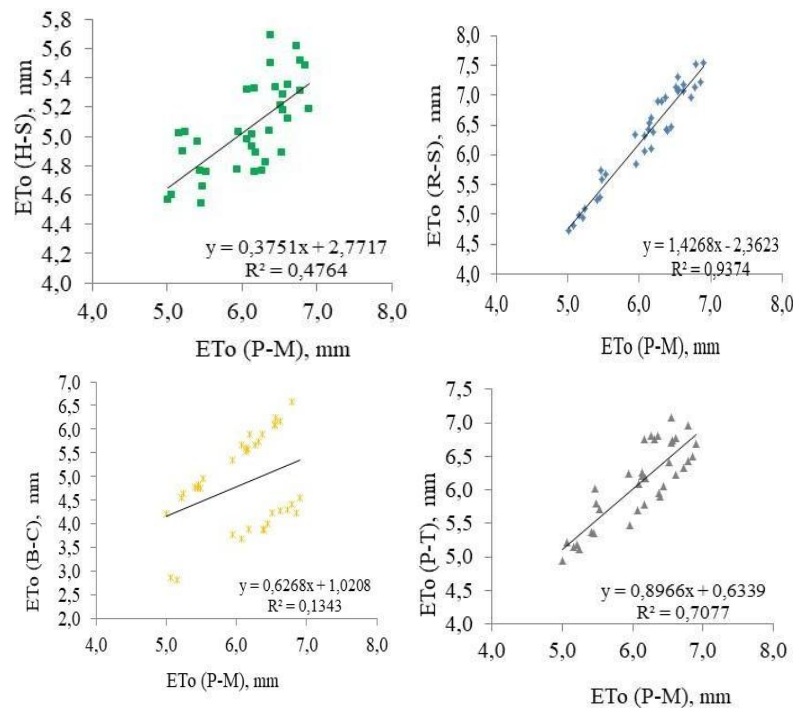 ETo (H-S), mm
5,8
5,6
5,4
5,2
5,0
4,8
4,6
4,4
4,2
4,0
y = 0,3751x + 2,7717
R² = 0,4764
4,0 5,0 6,0 7,0 8,0
ETo (P-M), mm
ETo (R-S), mm
8,0
7,5
7,0
6,5
6,0
5,5
5,0
4,5
4,0
y = 1,4268x - 2,3623
R² = 0,9374
4,0 5,0 6,0 7,0 8,0
ETo (P-M), mm
ETo (B-C), mm
7,0
6,5
6,0
5,5
5,0
4,5
4,0
3,5
3,0
2,5
2,0
y = 0,6268x + 1,0208
R² = 0,1343
4,0 5,0 6,0 7,0 8,0
ETo (P-M), mm
ETo (P-T), mm
7,5
7,0
6,5
6,0
5,5
5,0
4,5
4,0
y = 0,8966x + 0,6339
R² = 0,7077
4,0 5,0 6,0 7,0 8,0
ETo (P-M), mm